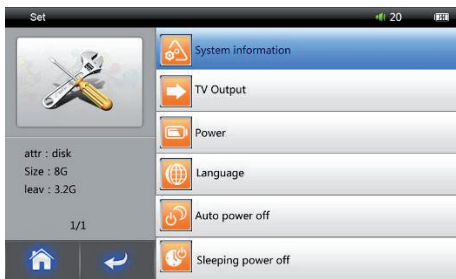 Set
20
System information
TV Output
Power
attr : disk
Size : 8G
leav : 3.2G
Language
1/1
Auto power off
Sleeping power off